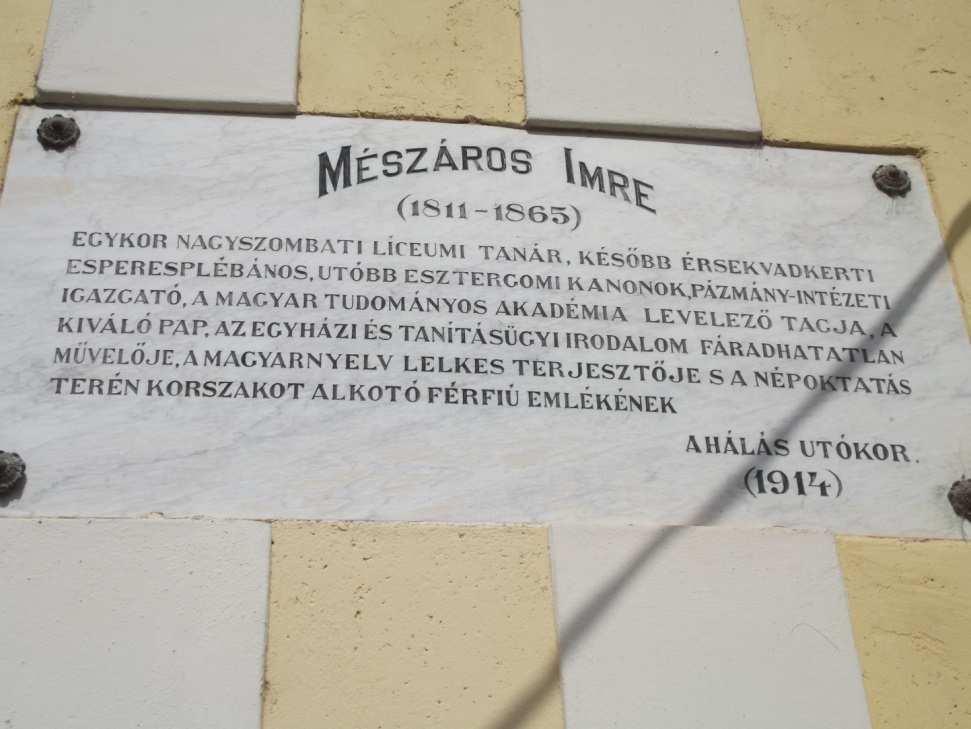 MÉSZÁROS IMRE
(1811-1865)
EGYKOR NAGYSZOMBATI LÍCEUMI TANÁR, KÉSŐBB ÉRSEKVADKERTI
ESPERESPLÉBÁNOS, UTÓBB ESZTERGOMI KANONOK, PÁZMÁNY-INTÉZETI
IGAZGATÓ, A MAGYAR TUDOMÁNYOS AKADÉMIA LEVELEZŐ TAGJA, A
KIVÁLÓ PAP, AZ EGYHÁZI ÉS TANÍTÁSÜGYI IRODALOM FÁRADHATATLAN
MŰVELŐJE, A MAGYARNYELV LELKES TERJESZTŐJE S A NÉPOKTATÁS
TERÉN KORSZAKOT ALKOTÓ FÉRFIÚ EMLÉKÉNEK
A HÁLÁS UTÓKOR.
(1914)